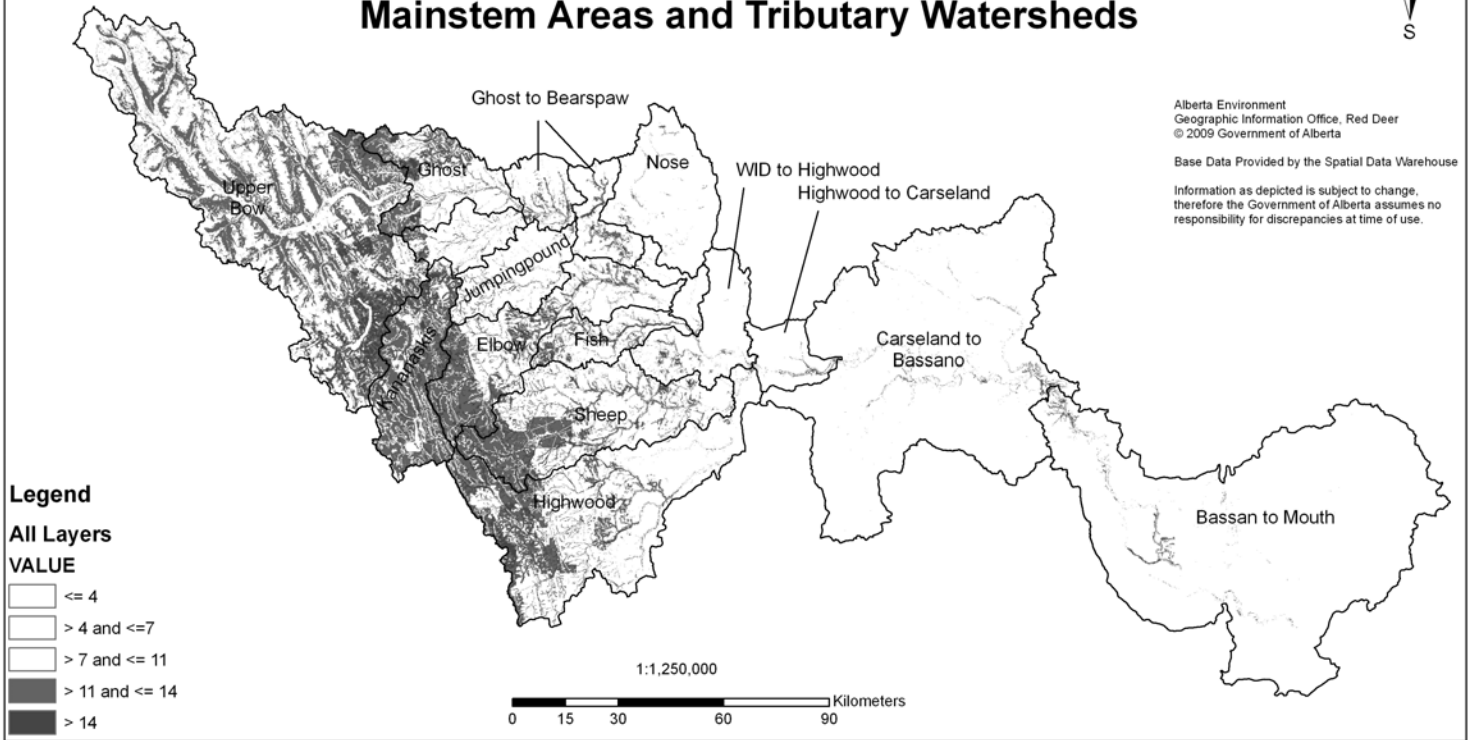 Mainstem Areas and Tributary Watersheds
S
Ghost to Bearspaw
Alberta Environment
Geographic Information Office, Red Deer
© 2009 Government of Alberta
Base Data Provided by the Spatial Data Warehouse
Information as depicted is subject to change,
therefore the Government of Alberta assumes no
responsibility for discrepancies at time of use.
Nose
Ghost
WID to Highwood
Highwood to Carseland
Upper
Bow
Jumpingpound
Elbow
Fish
Kananaskis
Carseland to
Bassano
Sheep
Highwood
Bassan to Mouth
Legend
All Layers
VALUE
<= 4
> 4 and <=7
> 7 and <= 11
> 11 and <= 14
> 14
1:1,250,000
Kilometers
0 15 30 60 90